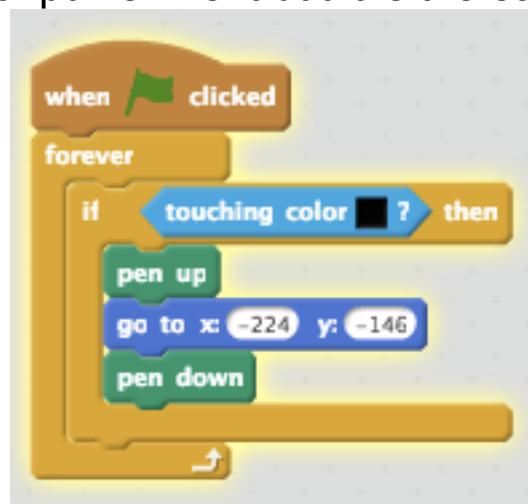 when clicked
forever
if touching color ? then
pen up
go to x: -224 y: -146
pen down